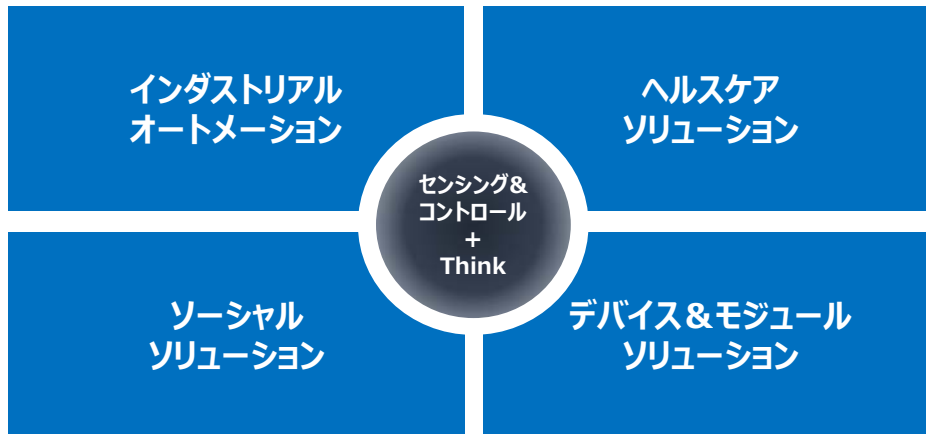 インダストリアル
オートメーション
ヘルスケア
ソリューション
センシング&
コントロール
+
Think
ソーシャル
ソリューション
デバイス&モジュール
ソリューション